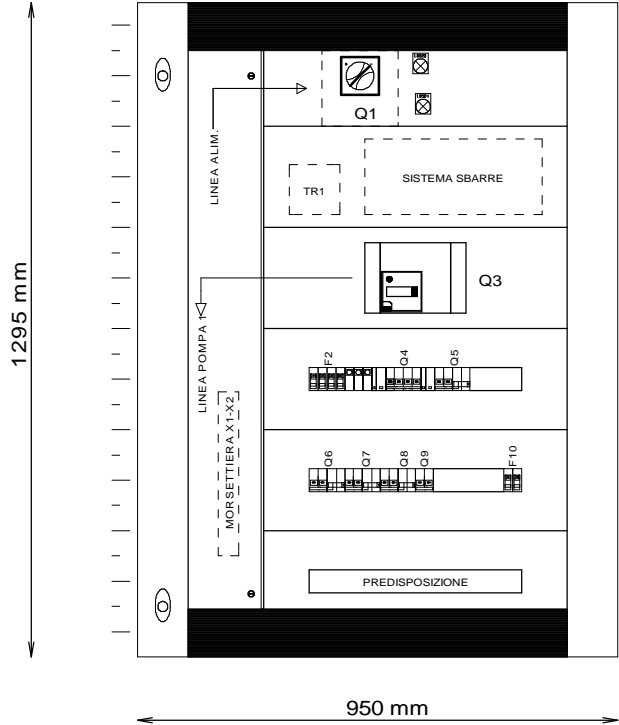 Q1
LINEA ALIM.
TR1
SISTEMA SBARRE
Q3
LINEA POMPA 1
F2
Q4
Q5
MORSETTIERA X1-X2
Q6
Q7
Q8
Q9
F10
PREDISPOSIZIONE
1295 mm
950 mm